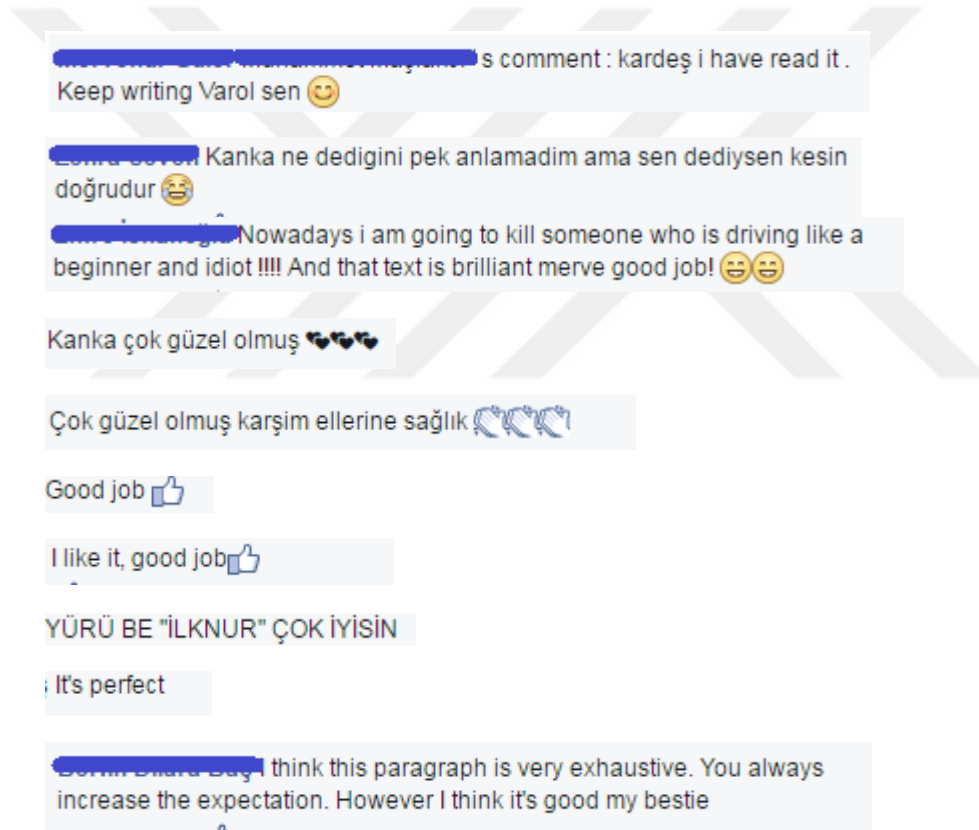 s comment : kardeş i have read it .
Keep writing Varol sen 😊
Kanka ne dedigini pek anlamadim ama sen dediysen kesin
doğrudur 😂
Nowadays i am going to kill someone who is driving like a
beginner and idiot !!!! And that text is brilliant merve good job! 😄😄
Kanka çok güzel olmuş 💕💕💕
Çok güzel olmuş karşim ellerine sağlık 👏👏👏
Good job 👍
I like it, good job👍
YÜRÜ BE "İLKNUR" ÇOK İYİSİN
It's perfect
I think this paragraph is very exhaustive. You always
increase the expectation. However I think it's good my bestie